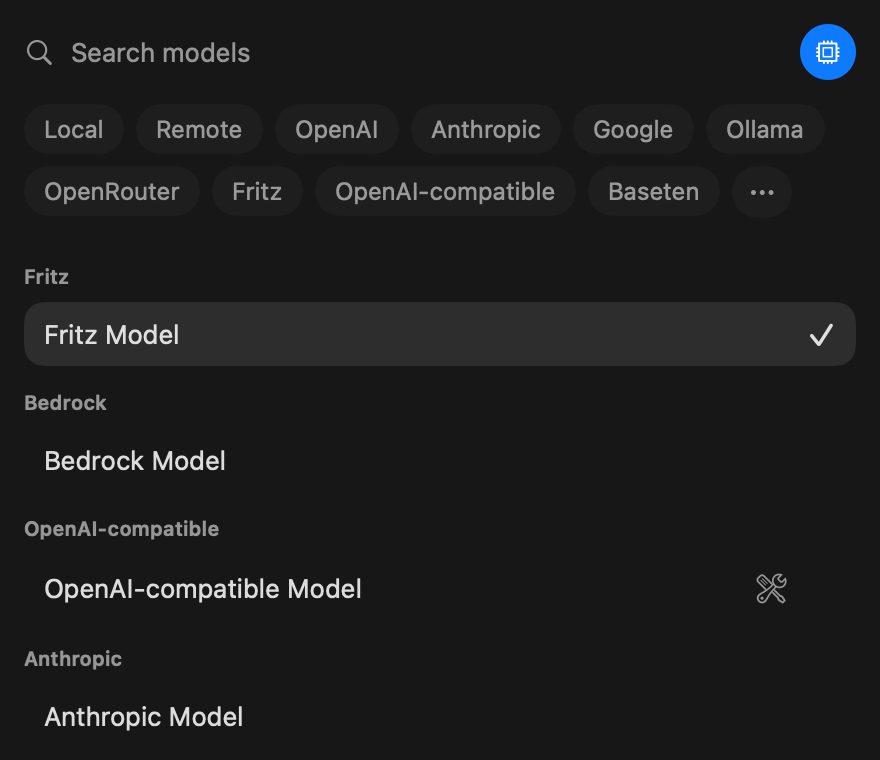 Search models
Local Remote OpenAI Anthropic Google Ollama
OpenRouter Fritz OpenAI-compatible Baseten ...
Fritz
Fritz Model
Bedrock
Bedrock Model
OpenAI-compatible
OpenAI-compatible Model
Anthropic
Anthropic Model